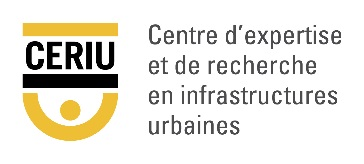 CERIU
Centre d'expertise
et de recherche
en infrastructures
urbaines